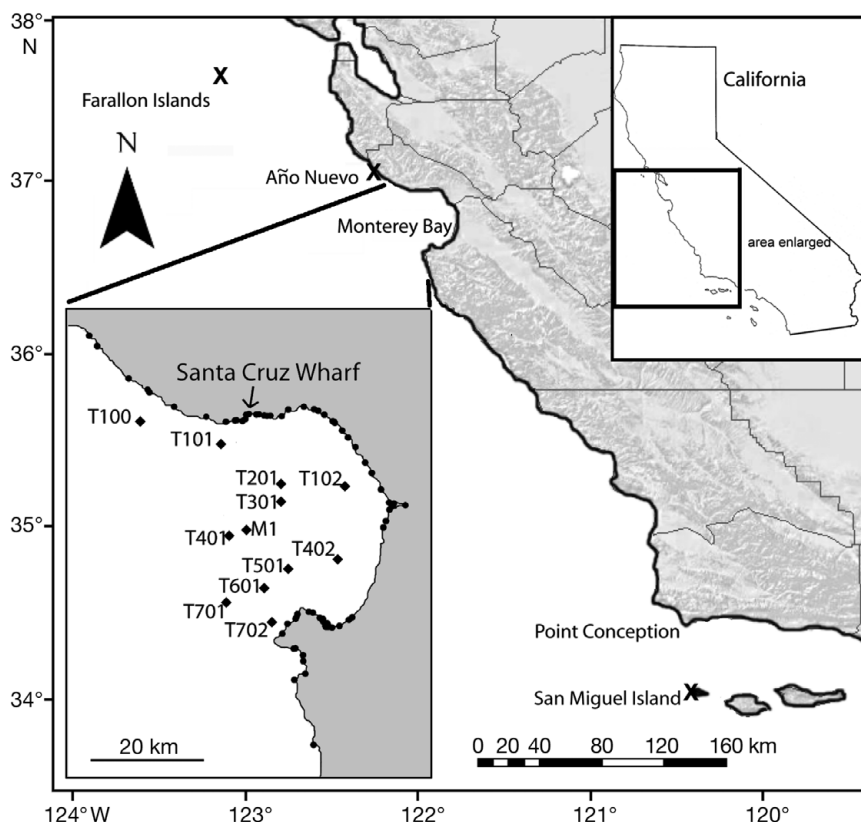 38°
N
Farallon Islands
X
N
37°
Año Nuevo
X
Monterey Bay
California
area enlarged
36°
Santa Cruz Wharf
T100
T101
T201
T102
T301
M1
T401
T402
T501
T601
T701
T702
35°
34°
20 km
Point Conception
San Miguel Island
X
0 20 40 80 120 160 km
124°W
123°
122°
121°
120°